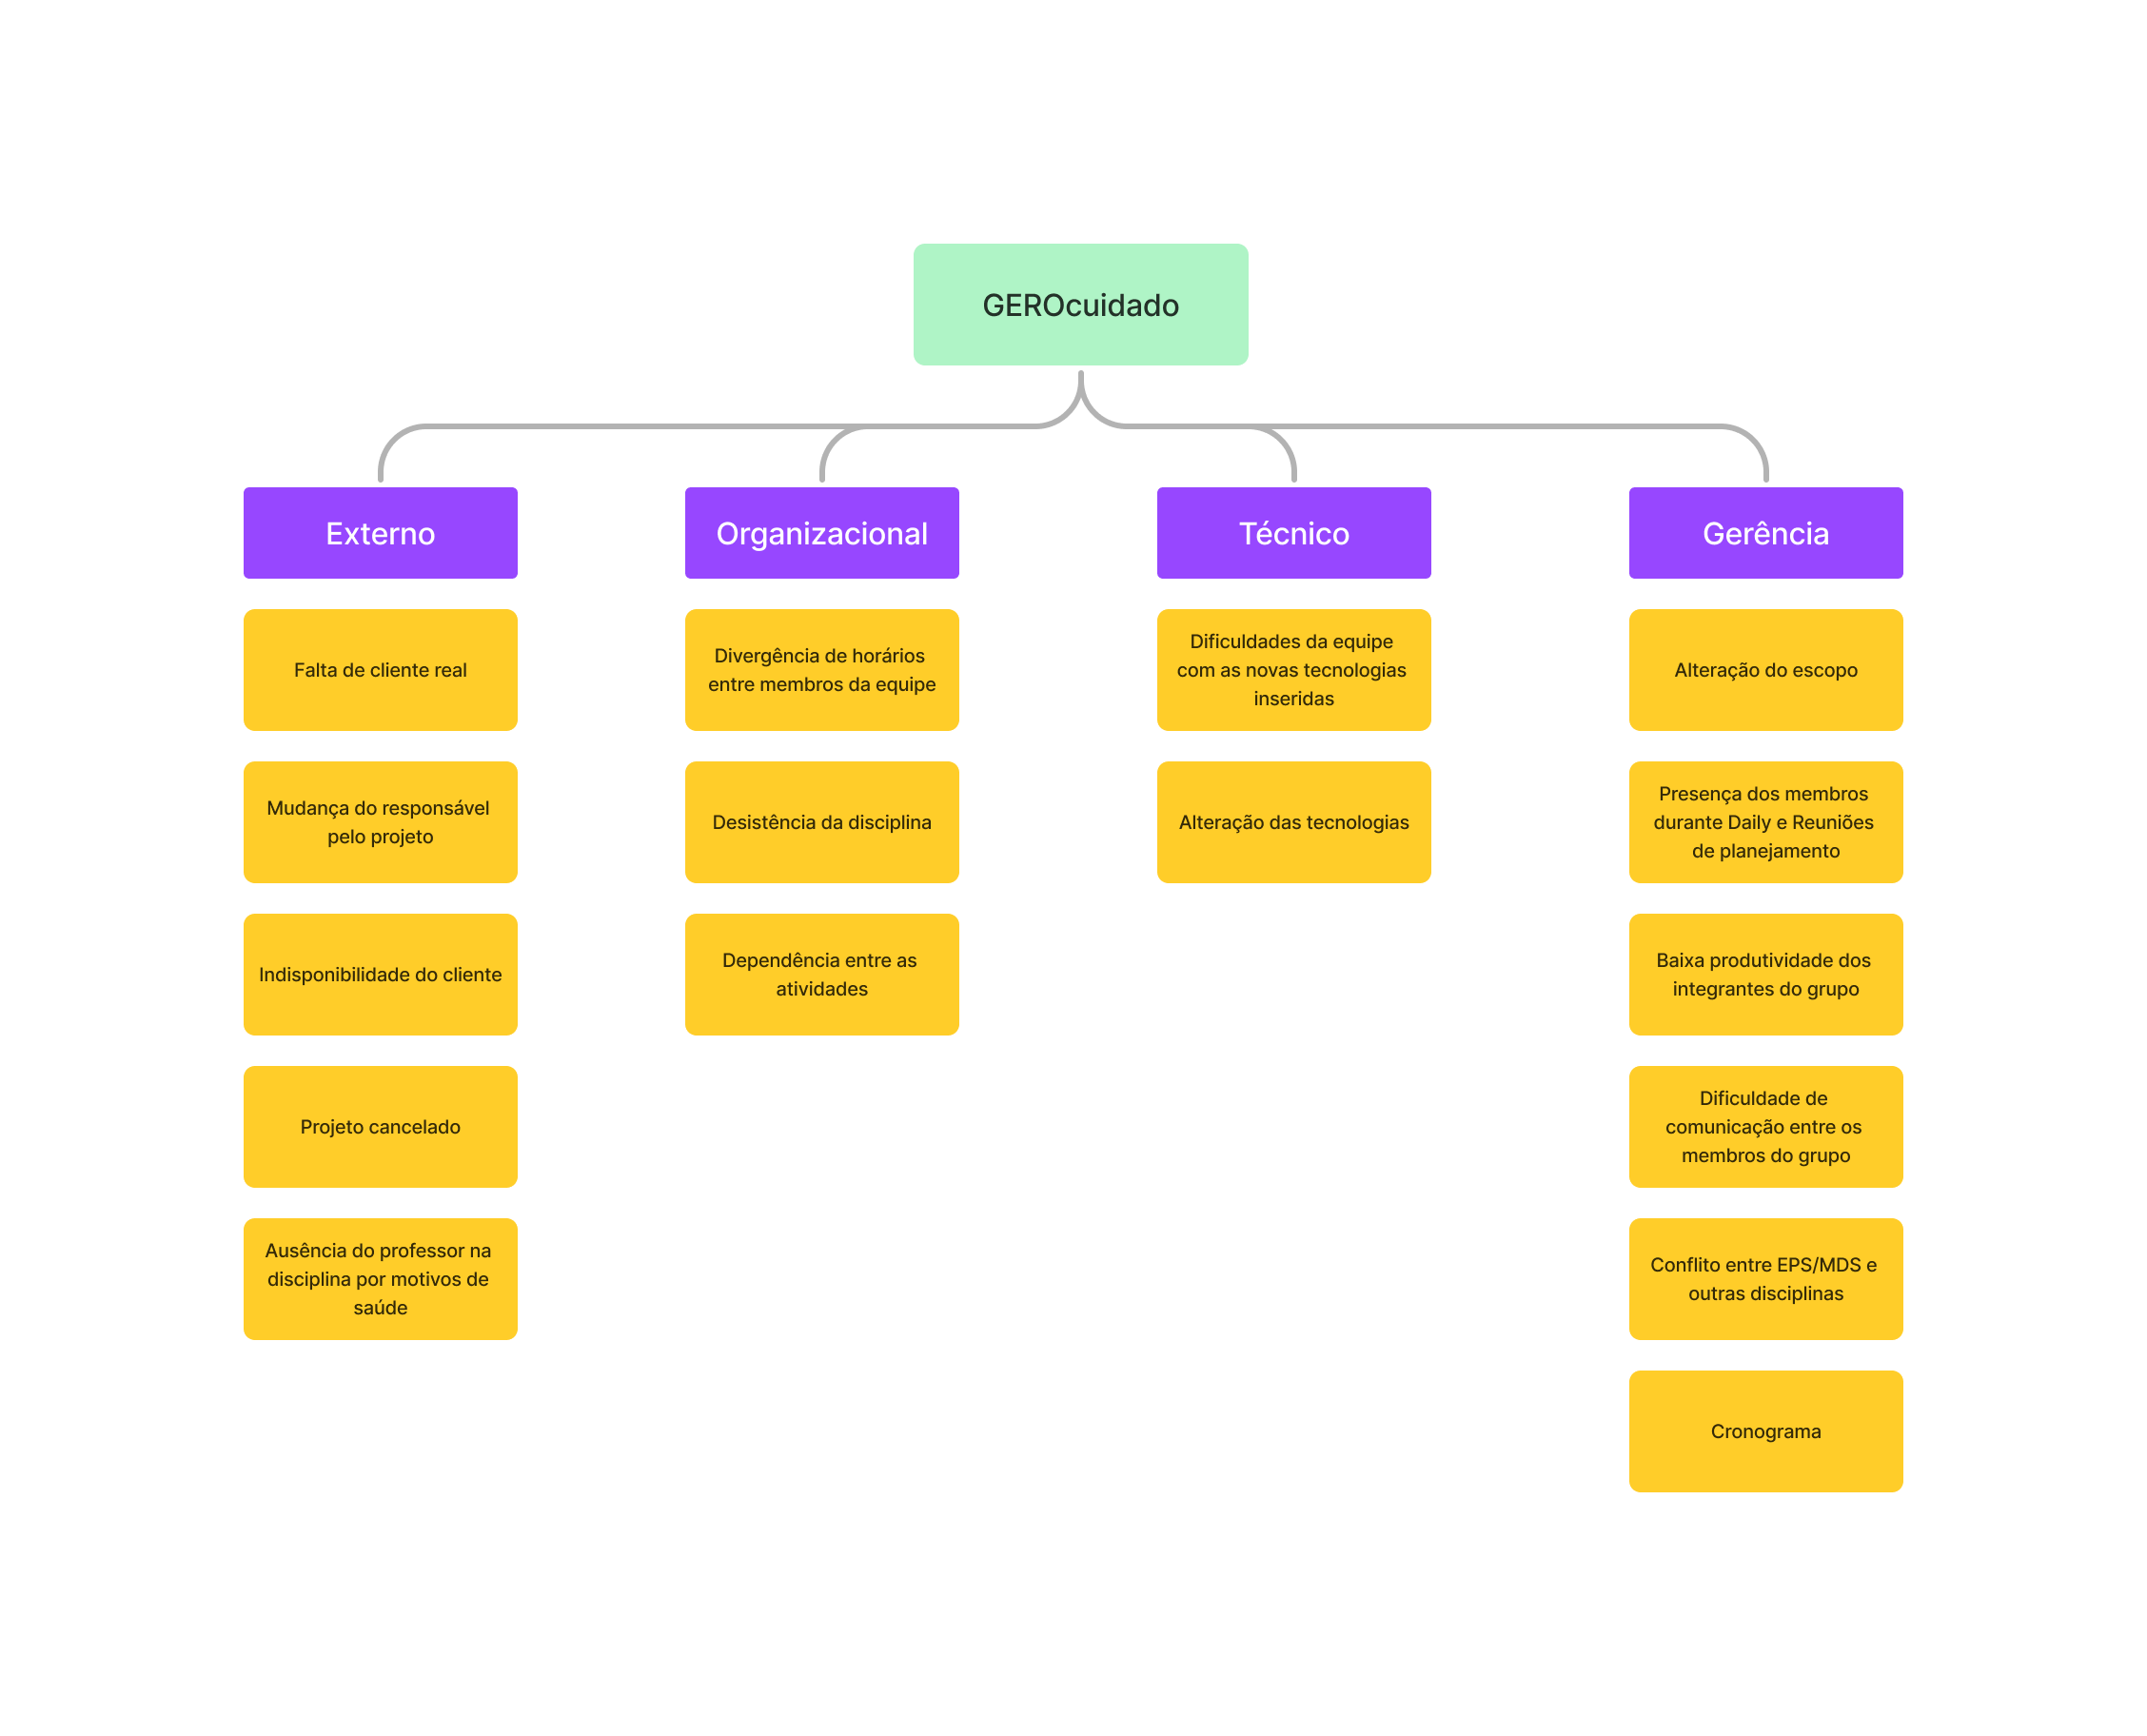 GEROcuidado
Externo
Falta de cliente real
Mudança do responsável
pelo projeto
Indisponibilidade do cliente
Projeto cancelado
Ausência do professor na
disciplina por motivos de
saúde
Organizacional
Divergência de horários
entre membros da equipe
Desistência da disciplina
Dependência entre as
atividades
Técnico
Dificuldades da equipe
com as novas tecnologias
inseridas
Alteração das tecnologias
Gerência
Alteração do escopo
Presença dos membros
durante Daily e Reuniões
de planejamento
Baixa produtividade dos
integrantes do grupo
Dificuldade de
comunicação entre os
membros do grupo
Conflito entre EPS/MDS e
outras disciplinas
Cronograma